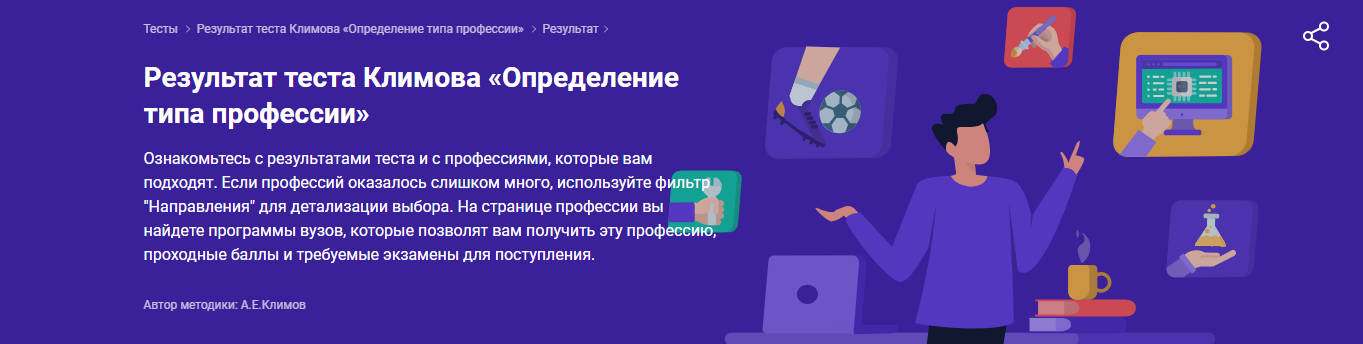 Тесты > Результат теста Климова «Определение типа профессии» > Результат >
Результат теста Климова «Определение
типа профессии»
Ознакомьтесь с результатами теста и с профессиями, которые вам
подходят. Если профессий оказалось слишком много, используйте фильтр
"Направления" для детализации выбора. На странице профессии вы
найдете программы вузов, которые позволят вам получить эту профессию,
проходные баллы и требуемые экзамены для поступления.
Автор методики: А.Е.Климов